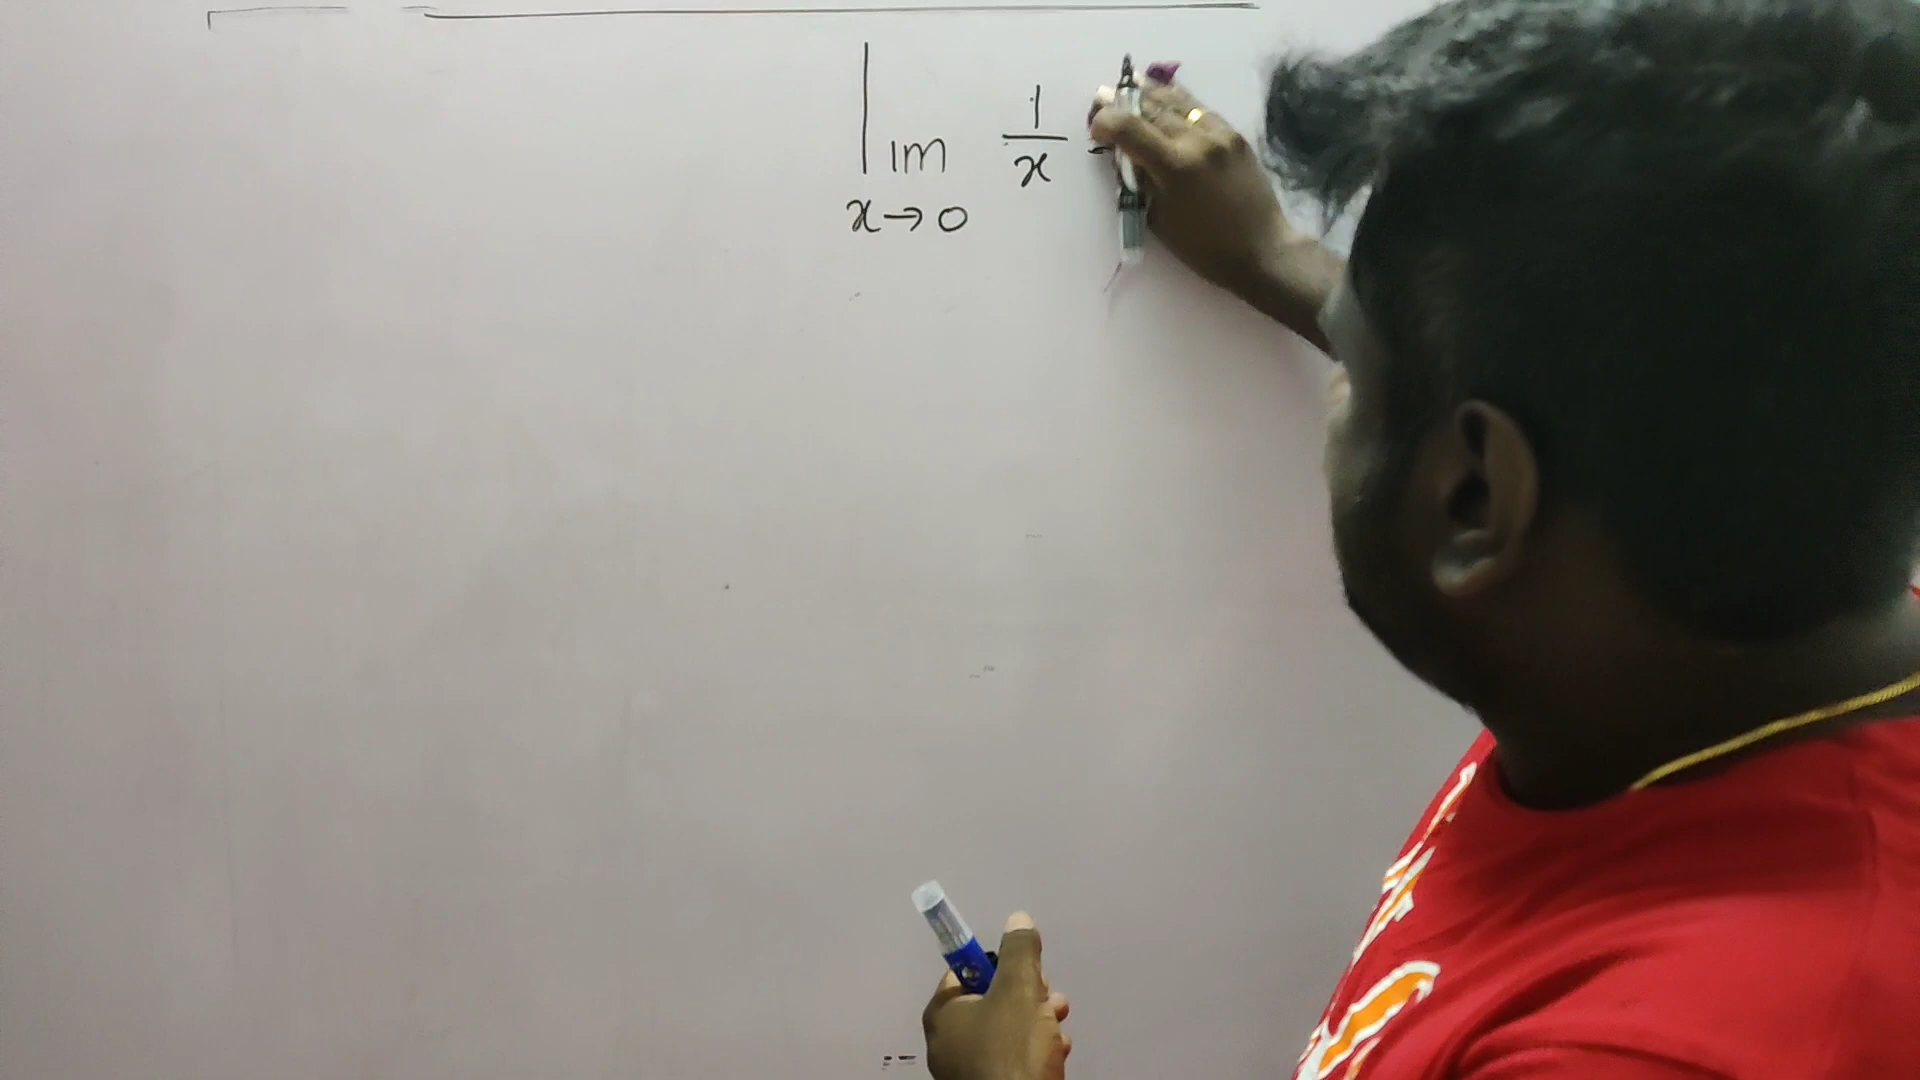 lim 1/x =
x→0